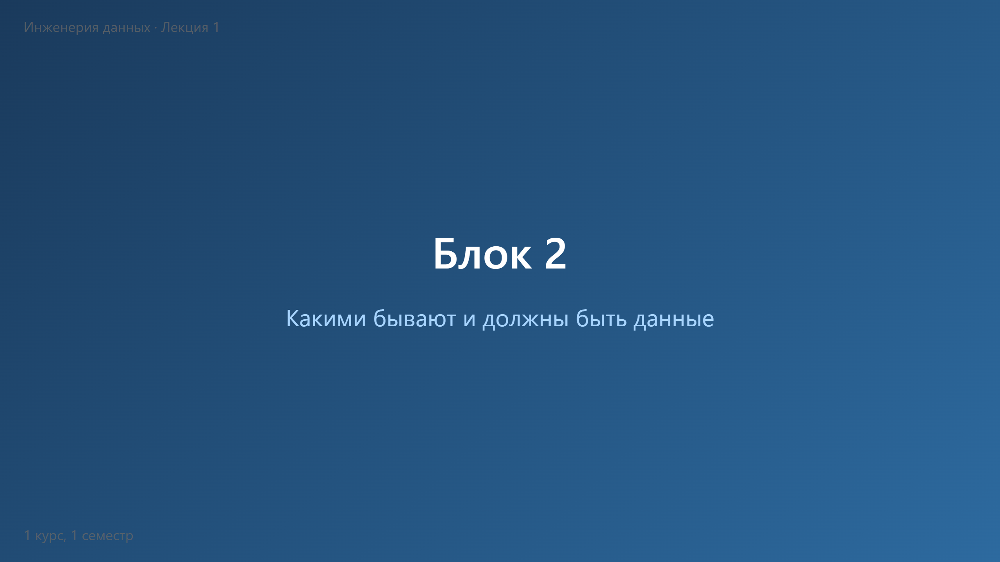 Инженерия данных · Лекция 1
Блок 2
Какими бывают и должны быть данные
1 курс, 1 семестр